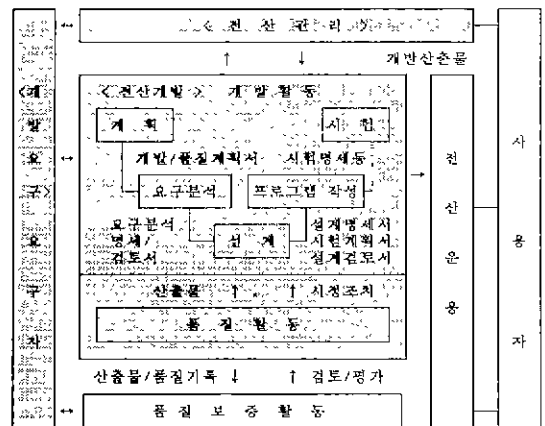 <전 산 관 리>
개발산출물
<개발요구>요구자
<전산개발> 개 발 활 동
계 획
시 험
개발/품질계획서 시험명세등
요구분석
프로그램 작성
요구분석
명세/
검토서
설 계
설계명세서
시험계획서
설계검토서
산출물 시정조치
품 질 활 동
산출물/품질기록 검토/평가
품 질 보 증 활 동
전산운용
사용자